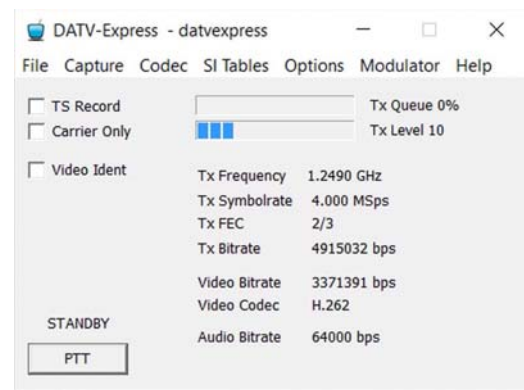 DATV-Express - datvexpress
File Capture Codec SI Tables Options Modulator Help
TS Record Tx Queue 0%
Carrier Only Tx Level 10
Video Ident
Tx Frequency 1.2490 GHz
Tx Symbolrate 4.000 MSps
Tx FEC 2/3
Tx Bitrate 4915032 bps
Video Bitrate 3371391 bps
Video Codec H.262
STANDBY
Audio Bitrate 64000 bps
PTT